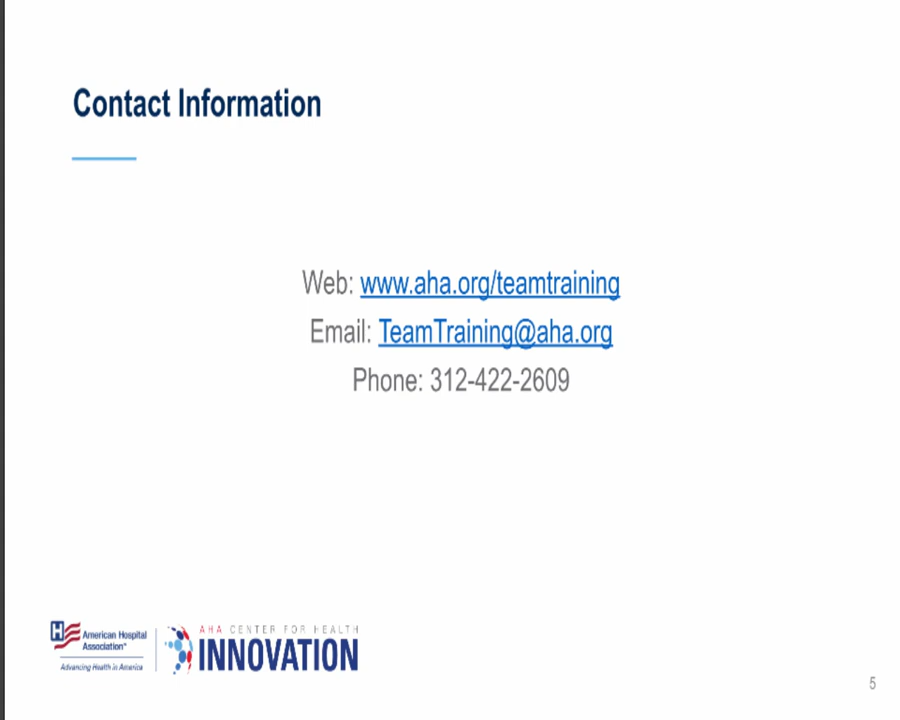 Contact Information
Web: www.aha.org/teamtraining
Email: TeamTraining@aha.org
Phone: 312-422-2609
H American Hospital
Association™
Advancing Health in America
AHA CENTER FOR HEALTH
INNOVATION
5